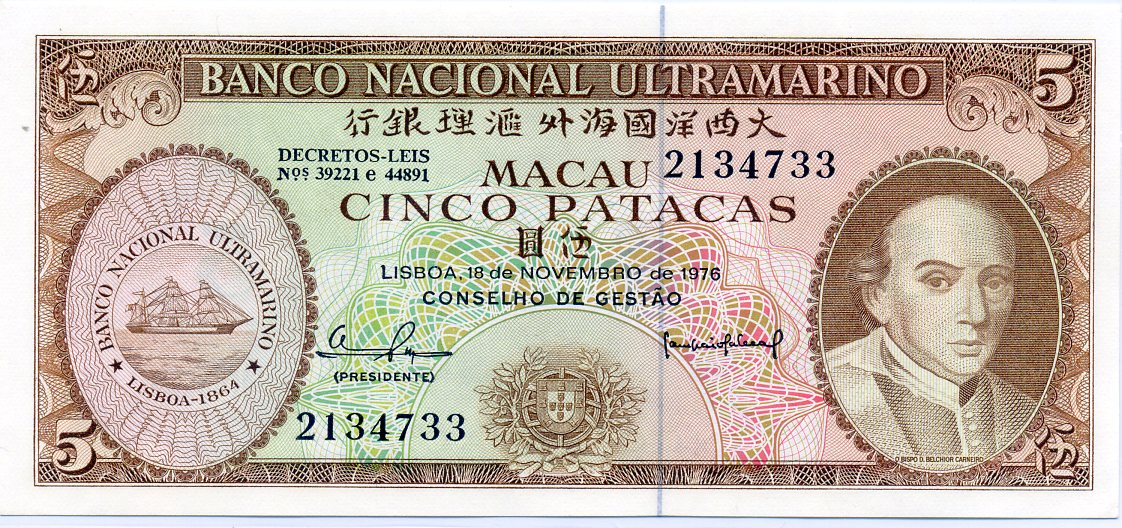 伍 BANCO NACIONAL ULTRAMARINO 5
行銀理滙外海國洋西大
DECRETOS-LEIS
Nºs 39221 e 44891
MACAU 2134733
CINCO PATACAS
圓伍
LISBOA, 18 de NOVEMBRO de 1976
CONSELHO DE GESTÃO
BANCO NACIONAL ULTRAMARINO
★ LISBOA-1864 ★
(PRESIDENTE)
2134733
5
O BISPO D. BELCHIOR CARNEIRO
伍